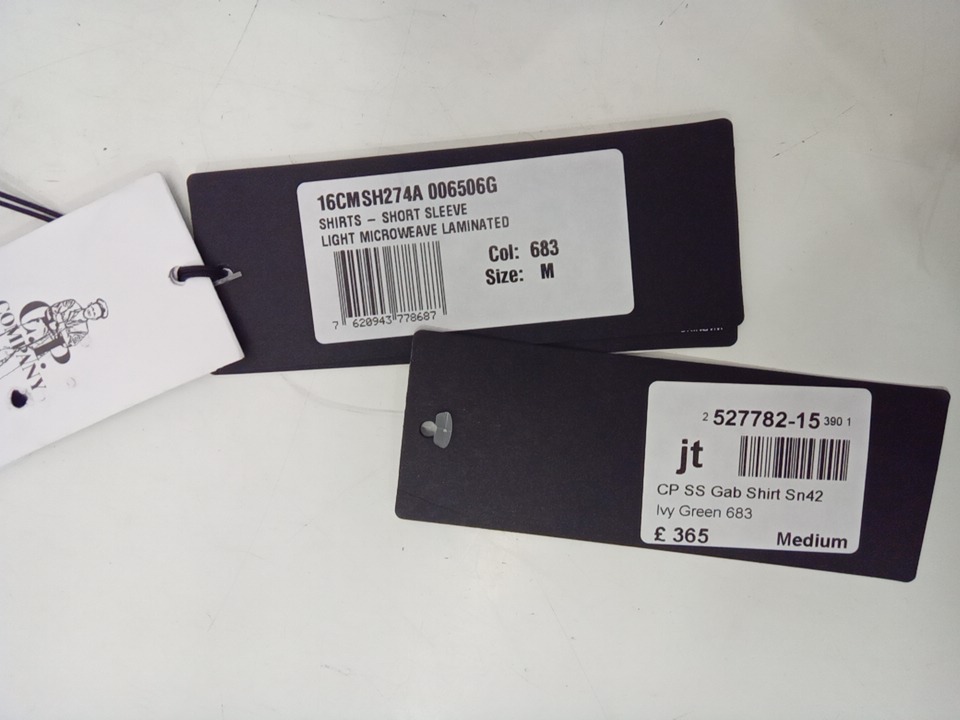 C.P.
COMPANY
16CMSH274A 006506G
SHIRTS - SHORT SLEEVE
LIGHT MICROWEAVE LAMINATED
Col: 683
Size: M
7 620943 778687
2 527782-15 390 1
jt
CP SS Gab Shirt Sn42
Ivy Green 683
£ 365 Medium